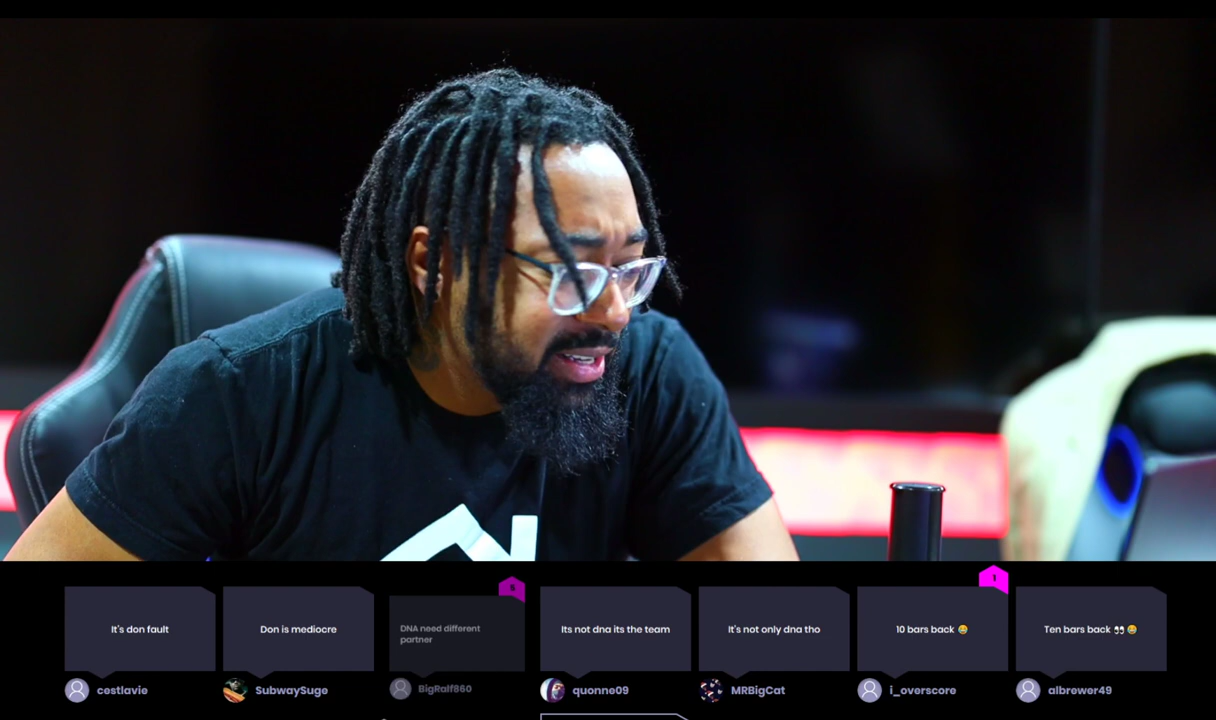 It's don fault
Don is mediocre
DNA need different
partner
Its not dna its the team
It's not only dna tho
10 bars back 😂
Ten bars back 👀😂
cestlavie
SubwaySuge
BigRalf860
quonne09
MRBigCat
i_overscore
albrewer49